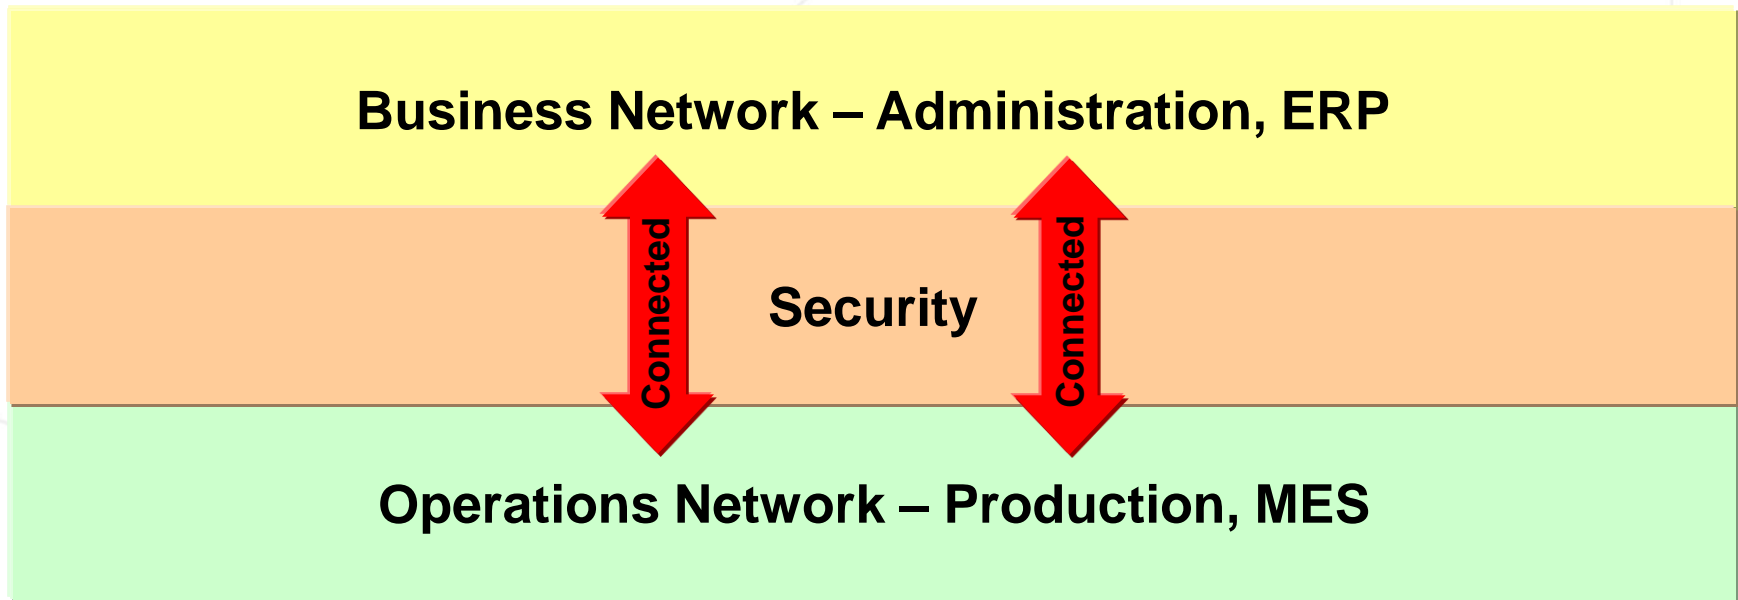 Business Network – Administration, ERP
Connected
Security
Connected
Operations Network – Production, MES